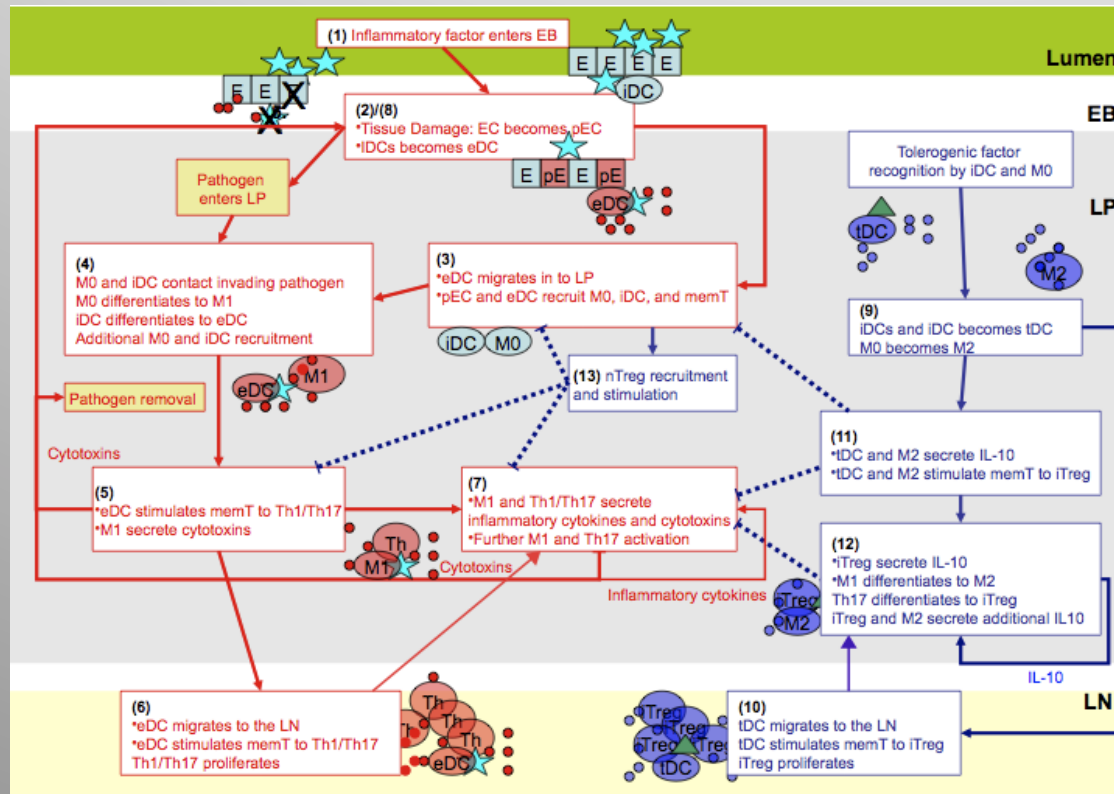 (1) Inflammatory factor enters EB
Lumen
E E E E
iDC
E E E
X
X
EB
(2)/(8)
•Tissue Damage: EC becomes pEC
•IDCs becomes eDC
E pE E pE
eDC
Pathogen
enters LP
Tolerogenic factor
recognition by iDC and M0
LP
tDC
M2
(4)
M0 and iDC contact invading pathogen
M0 differentiates to M1
iDC differentiates to eDC
Additional M0 and iDC recruitment
(3)
•eDC migrates in to LP
•pEC and eDC recruit M0, iDC, and memT
iDC M0
(9)
iDCs and iDC becomes tDC
M0 becomes M2
eDC M1
(13) nTreg recruitment
and stimulation
Pathogen removal
Cytotoxins
(11)
•tDC and M2 secrete IL-10
•tDC and M2 stimulate memT to iTreg
(5)
•eDC stimulates memT to Th1/Th17
•M1 secrete cytotoxins
(7)
•M1 and Th1/Th17 secrete
inflammatory cytokines and cytotoxins
•Further M1 and Th17 activation
Th
M1
Cytotoxins
Inflammatory cytokines
(12)
•iTreg secrete IL-10
•M1 differentiates to M2
Th17 differentiates to iTreg
iTreg and M2 secrete additional IL10
iTreg
M2
IL-10
LN
(6)
•eDC migrates to the LN
•eDC stimulates memT to Th1/Th17
Th1/Th17 proliferates
Th
Th
Th
eDC
iTreg
iTreg
iTreg
iTreg
tDC
(10)
tDC migrates to the LN
tDC stimulates memT to iTreg
iTreg proliferates